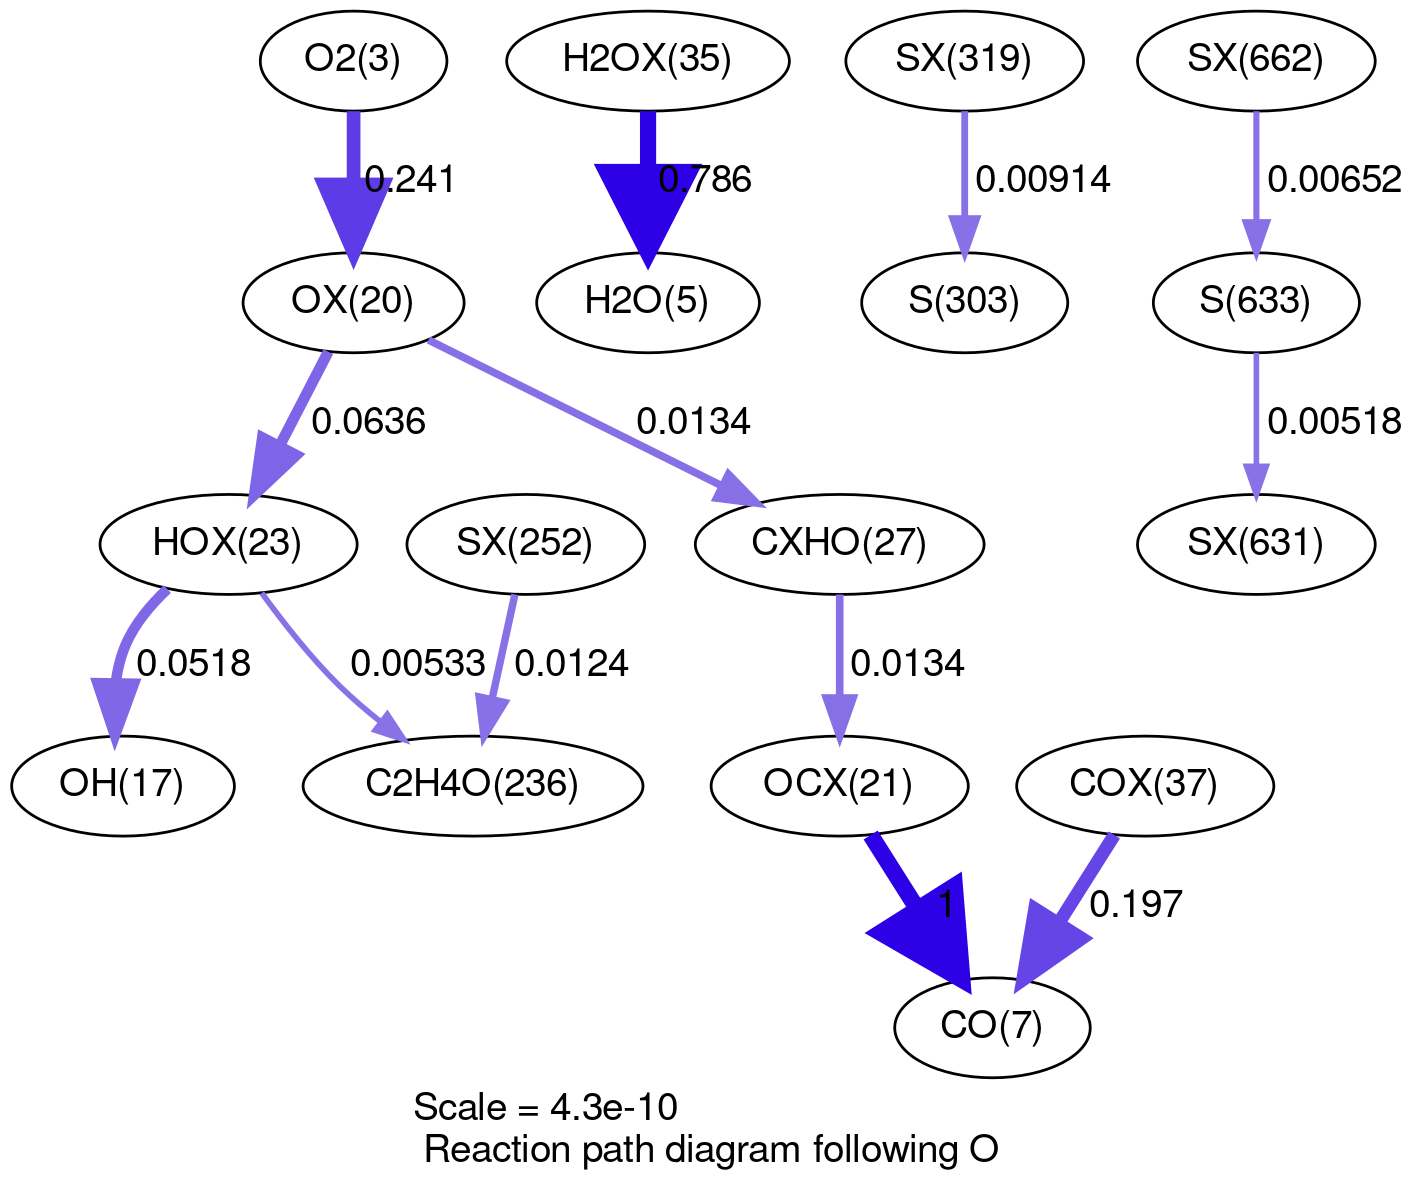 O2(3)
H2OX(35)
SX(319)
SX(662)
0.241
0.786
0.00914
0.00652
OX(20)
H2O(5)
S(303)
S(633)
0.0636
0.0134
0.00518
HOX(23)
SX(252)
CXHO(27)
SX(631)
0.0518
0.00533
0.0124
0.0134
OH(17)
C2H4O(236)
OCX(21)
COX(37)
1
0.197
CO(7)
Scale = 4.3e-10
Reaction path diagram following O